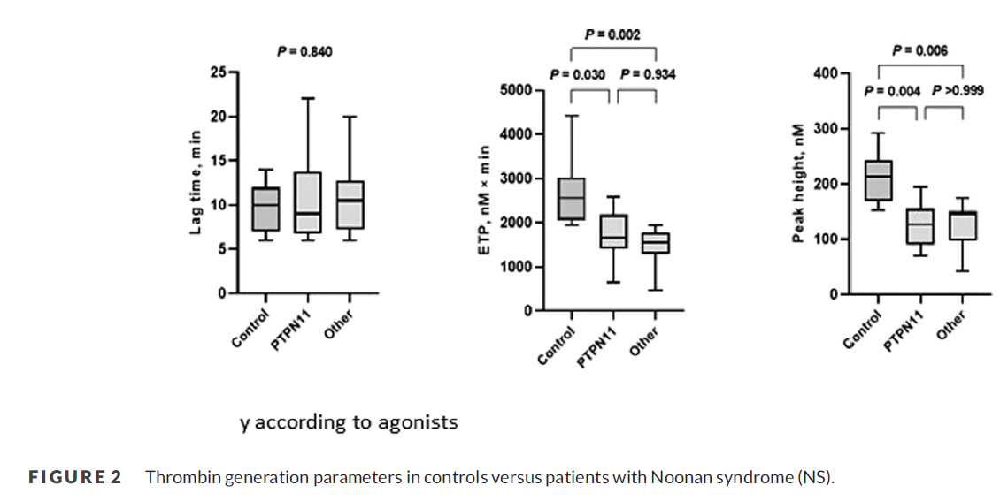 P = 0.840
25
20
15
10
5
0
Lag time, min
Control
PTPN11
Other
P = 0.002
P = 0.030 P = 0.934
5000
4000
3000
2000
1000
0
ETP, nM × min
Control
PTPN11
Other
P = 0.006
P = 0.004 P >0.999
400
300
200
100
0
Peak height, nM
Control
PTPN11
Other
y according to agonists
FIGURE 2 Thrombin generation parameters in controls versus patients with Noonan syndrome (NS).